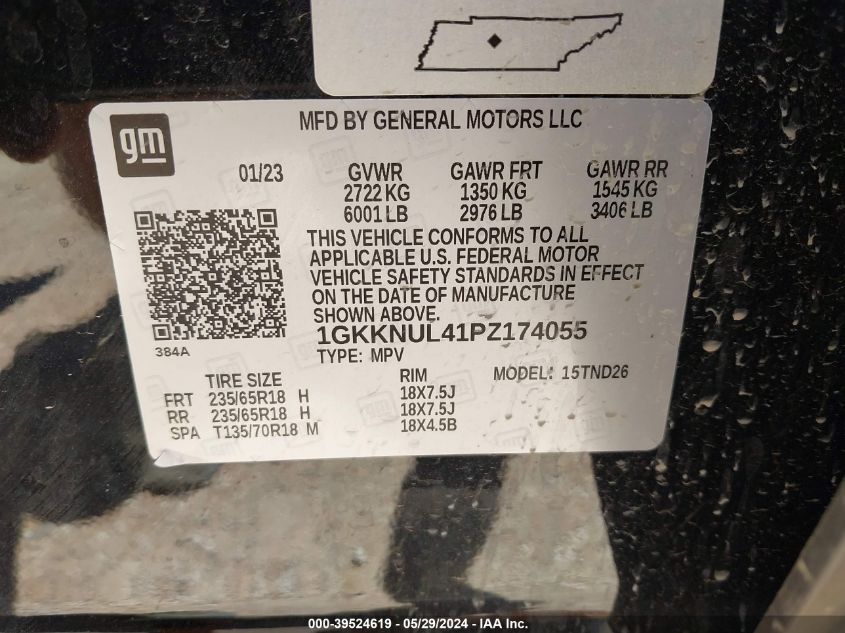 gm
MFD BY GENERAL MOTORS LLC
01/23 GVWR GAWR FRT GAWR RR
2722 KG 1350 KG 1545 KG
6001 LB 2976 LB 3406 LB
THIS VEHICLE CONFORMS TO ALL
APPLICABLE U.S. FEDERAL MOTOR
VEHICLE SAFETY STANDARDS IN EFFECT
ON THE DATE OF MANUFACTURE
SHOWN ABOVE.
1GKKNUL41PZ174055
384A
TYPE: MPV
TIRE SIZE RIM MODEL: 15TND26
FRT 235/65R18 H 18X7.5J
RR 235/65R18 H 18X7.5J
SPA T135/70R18 M 18X4.5B
000-39524619 - 05/29/2024 - IAA Inc.